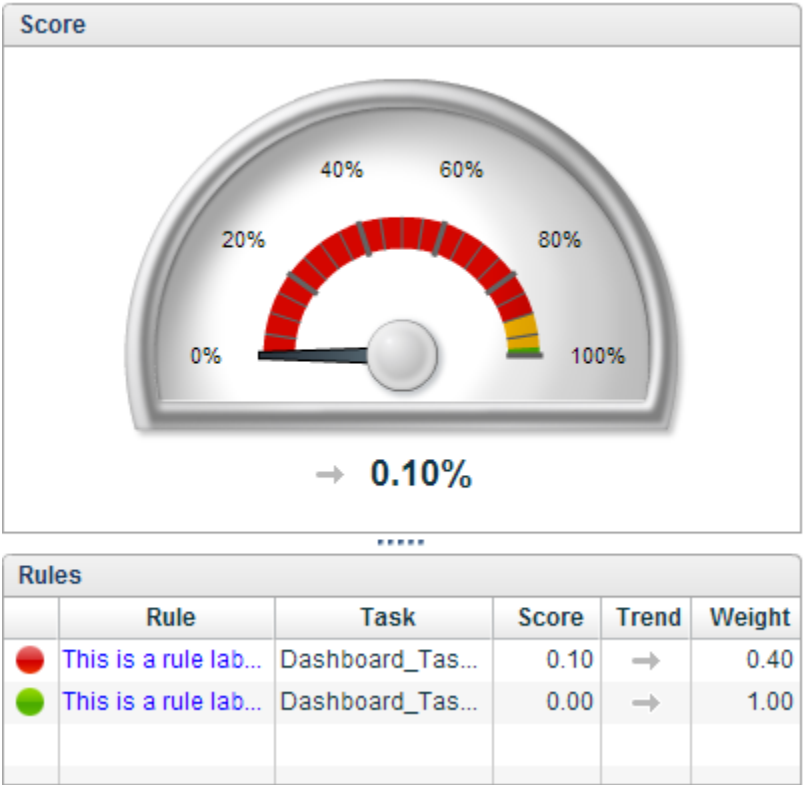 Score
40% 60%
20% 80%
0% 100%
0.10%
Rules
Rule Task Score Trend Weight
This is a rule lab... Dashboard_Tas... 0.10 0.40
This is a rule lab... Dashboard_Tas... 0.00 1.00